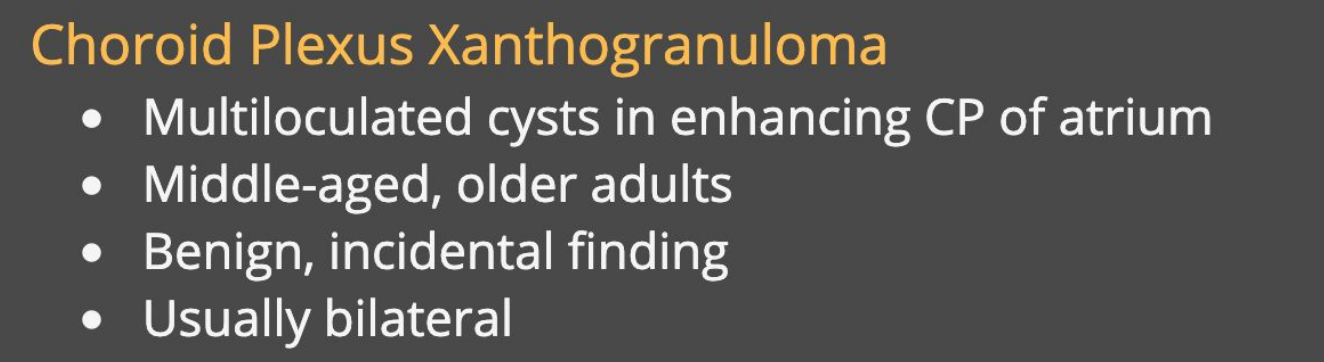 Choroid Plexus Xanthogranuloma
• Multiloculated cysts in enhancing CP of atrium
• Middle-aged, older adults
• Benign, incidental finding
• Usually bilateral